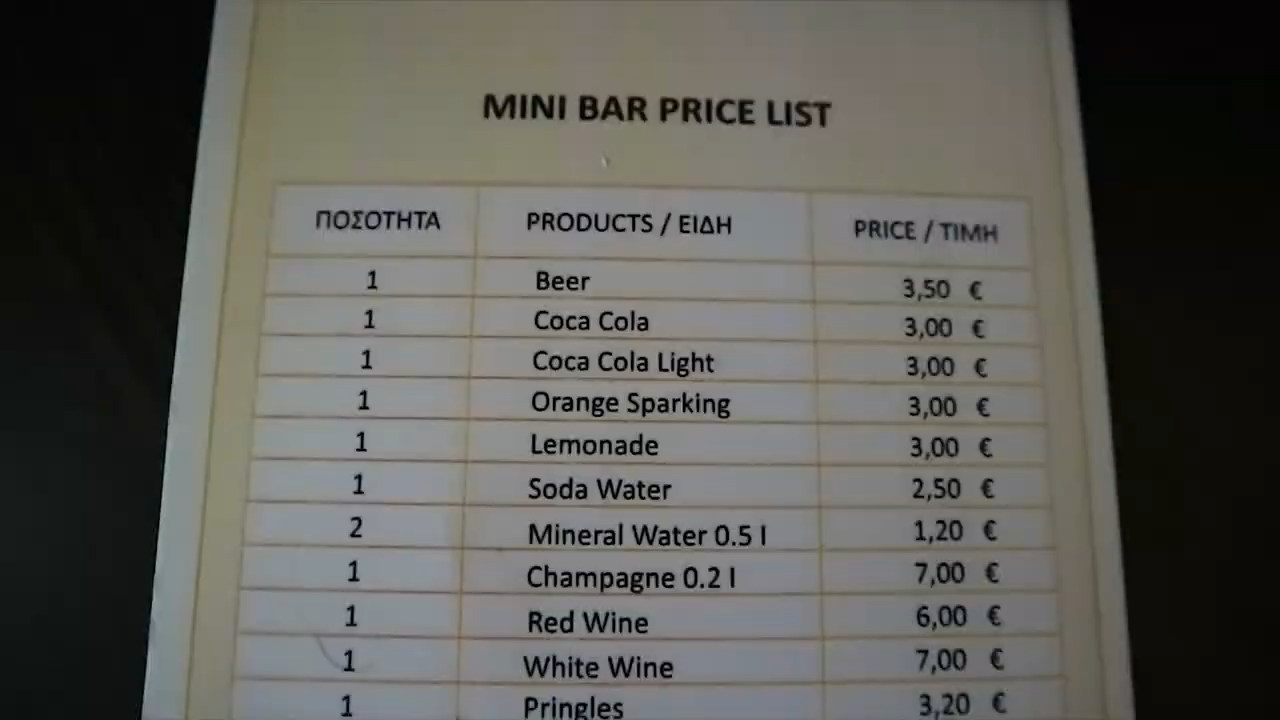 MINI BAR PRICE LIST
ΠΟΣΟΤΗΤΑ PRODUCTS / ΕΙΔΗ PRICE / ΤΙΜΗ
1 Beer 3,50 €
1 Coca Cola 3,00 €
1 Coca Cola Light 3,00 €
1 Orange Sparking 3,00 €
1 Lemonade 3,00 €
1 Soda Water 2,50 €
2 Mineral Water 0.5 l 1,20 €
1 Champagne 0.2 l 7,00 €
1 Red Wine 6,00 €
1 White Wine 7,00 €
1 Pringles 3,20 €